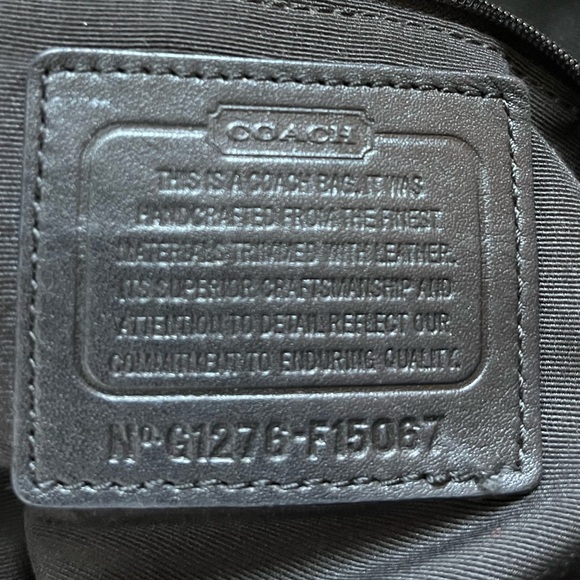 COACH
THIS IS A COACH BAG. IT WAS
HANDCRAFTED FROM THE FINEST
MATERIALS TRIMMED WITH LEATHER.
ITS SUPERIOR CRAFTSMANSHIP AND
ATTENTION TO DETAIL REFLECT OUR
COMMITMENT TO ENDURING QUALITY.
Nº G1276-F15067